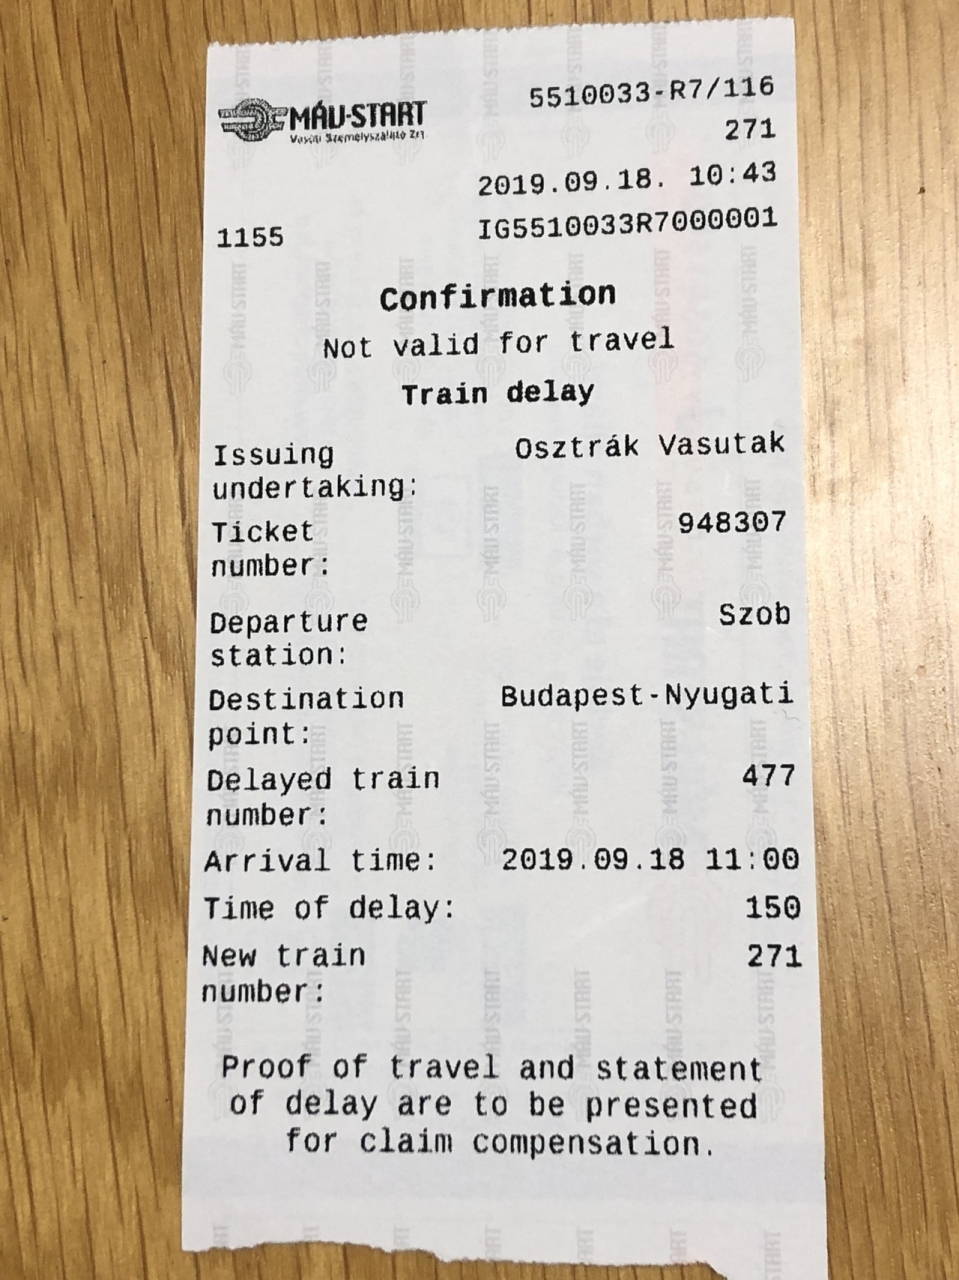 MÁV-START
Vasúti Személyszállító Zrt.
5510033-R7/116
271
2019.09.18. 10:43
1155 IG5510033R7000001
Confirmation
Not valid for travel
Train delay
Issuing undertaking: Osztrák Vasutak
Ticket number: 948307
Departure station: Szob
Destination point: Budapest-Nyugati
Delayed train number: 477
Arrival time: 2019.09.18 11:00
Time of delay: 150
New train number: 271
Proof of travel and statement
of delay are to be presented
for claim compensation.